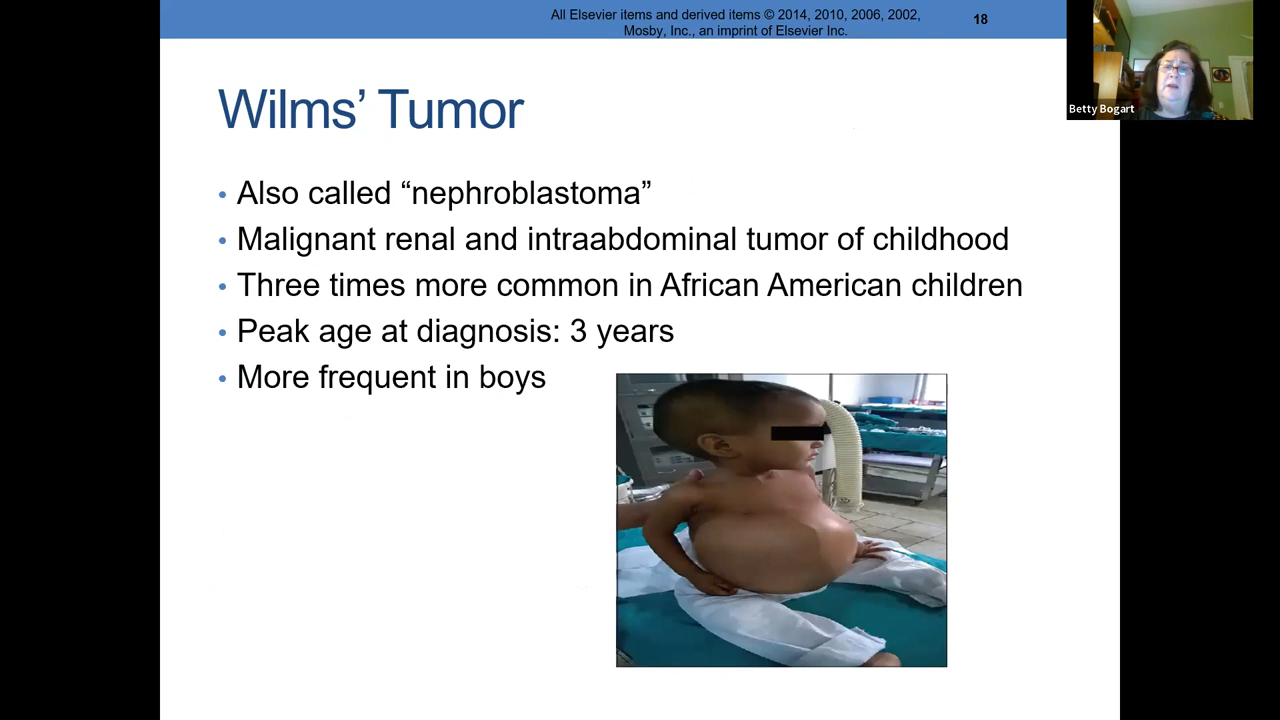 All Elsevier items and derived items © 2014, 2010, 2006, 2002,
Mosby, Inc., an imprint of Elsevier Inc.
18
Betty Bogart
Wilms’ Tumor
• Also called “nephroblastoma”
• Malignant renal and intraabdominal tumor of childhood
• Three times more common in African American children
• Peak age at diagnosis: 3 years
• More frequent in boys